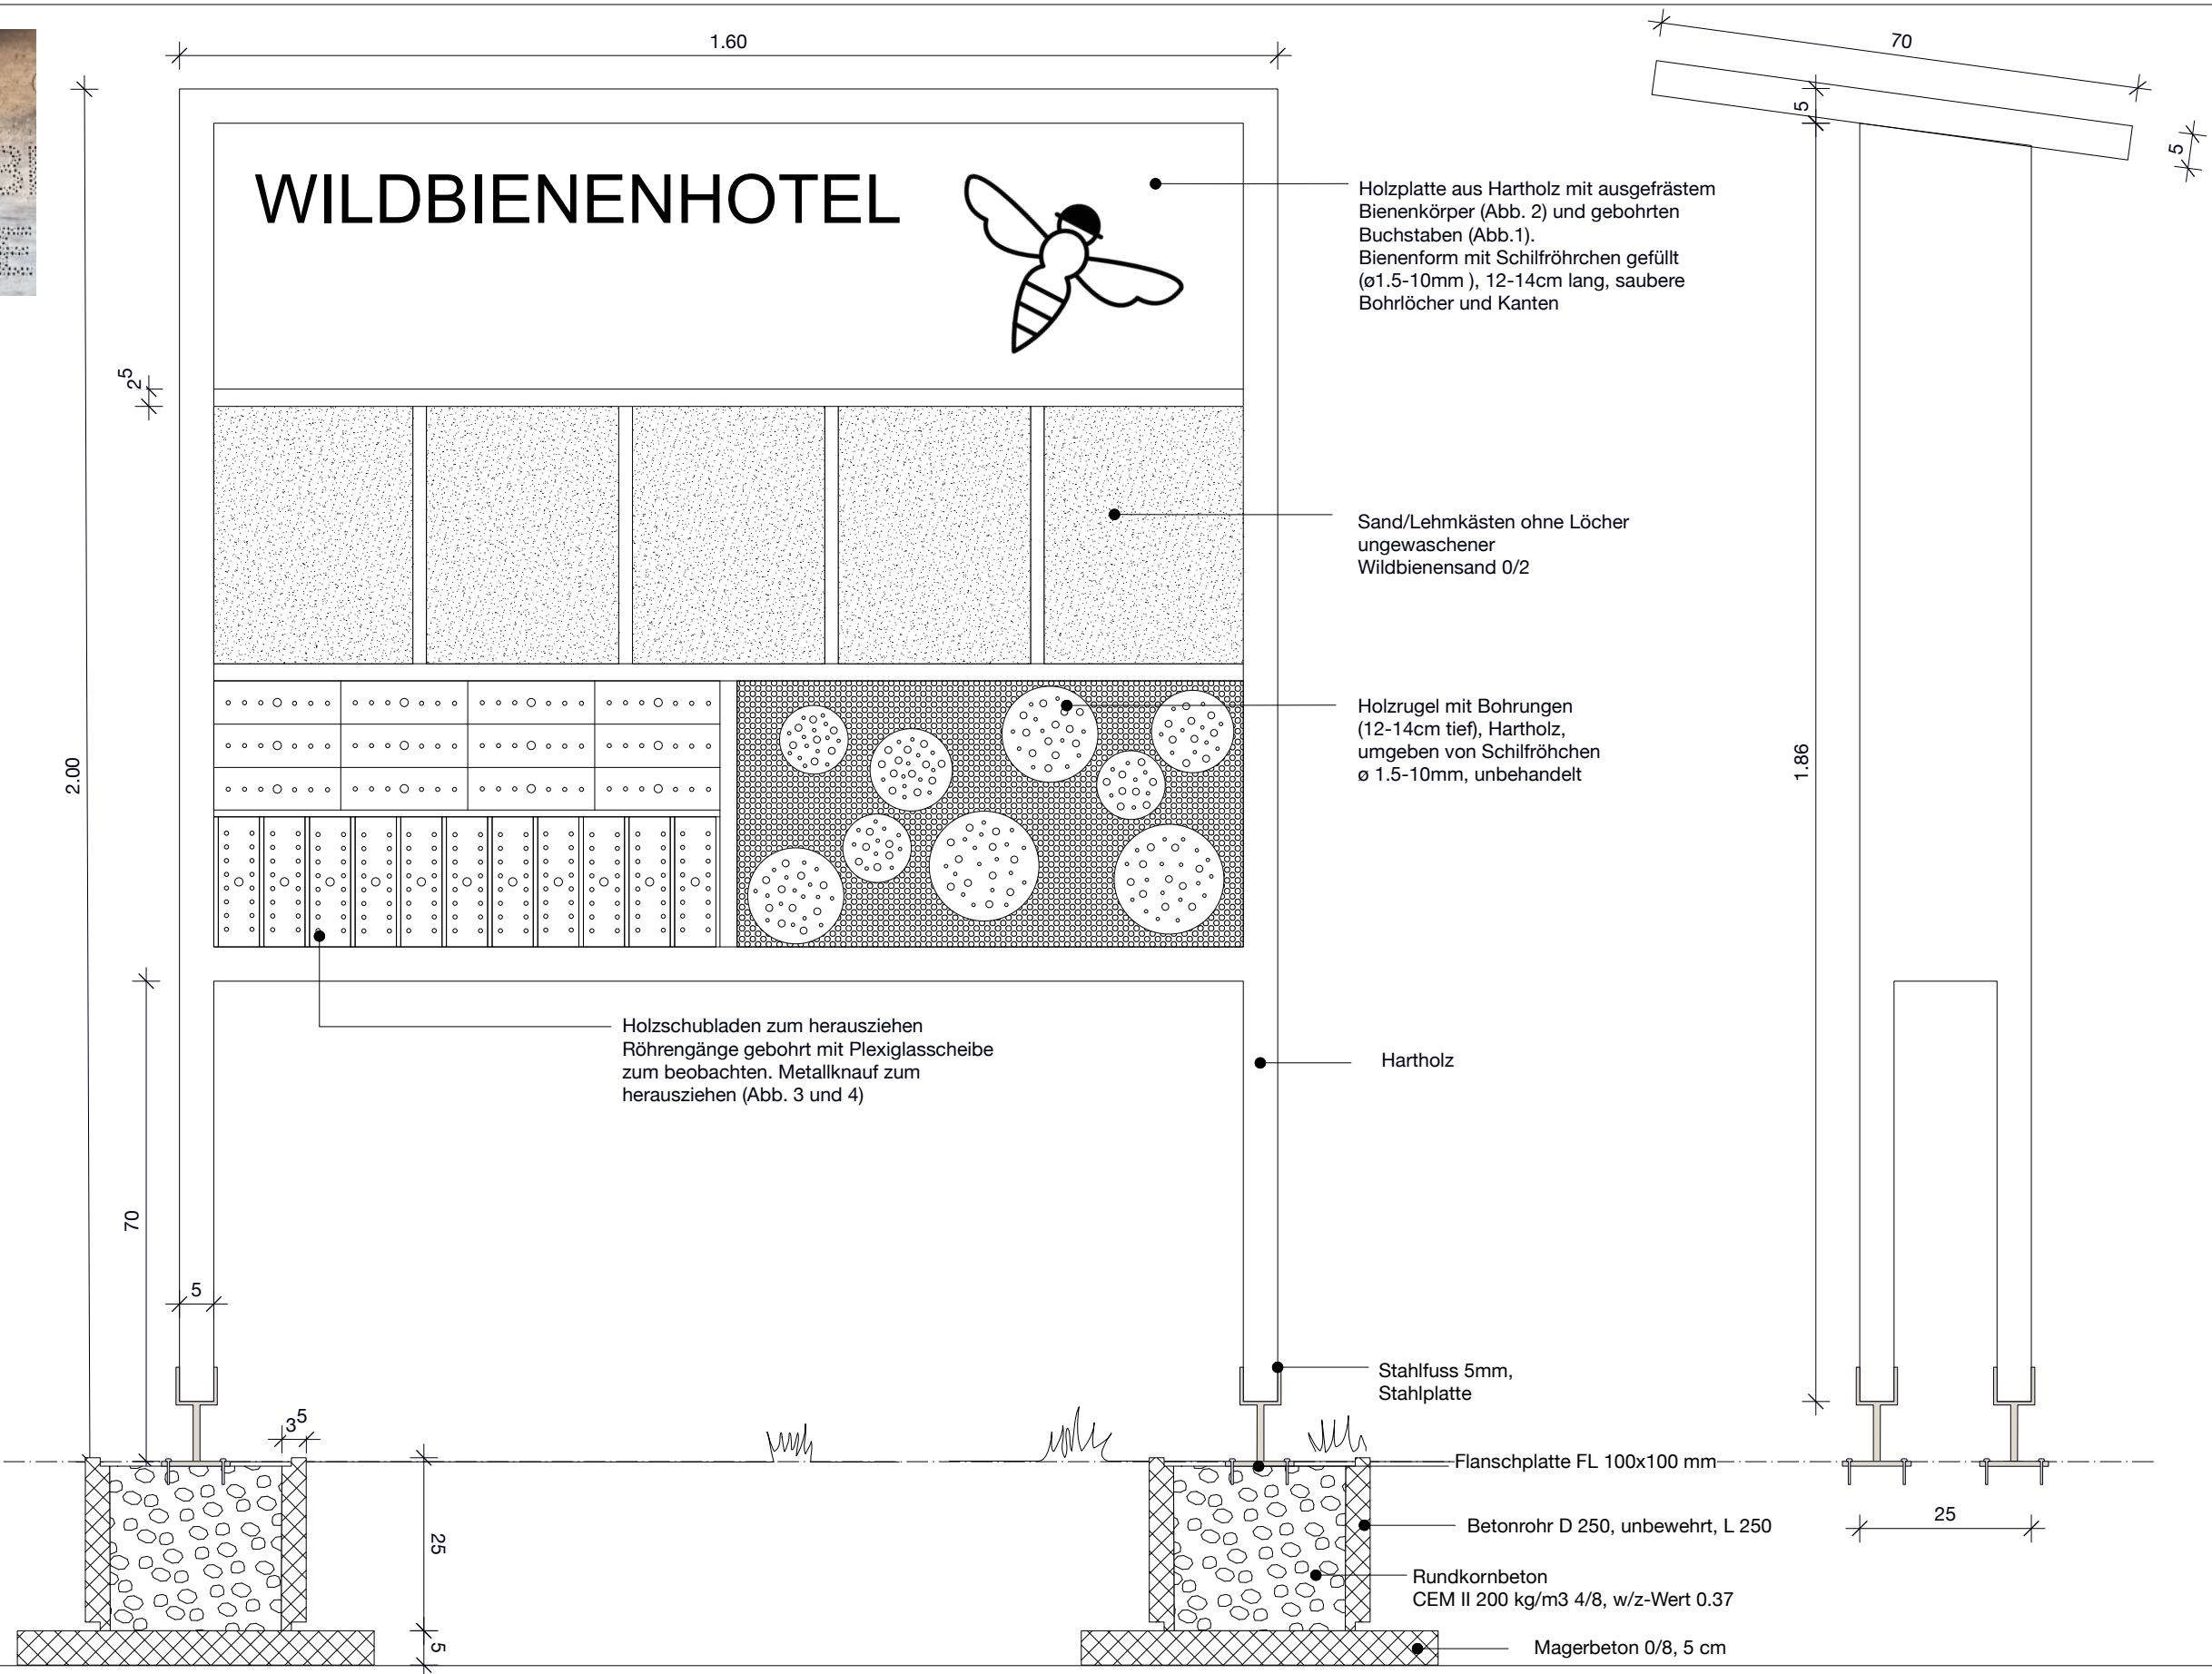 1.60
70
5
5
WILDBIENENHOTEL
Holzplatte aus Hartholz mit ausgefrästem
Bienenkörper (Abb. 2) und gebohrten
Buchstaben (Abb.1).
Bienenform mit Schilfröhrchen gefüllt
(ø1.5-10mm ), 12-14cm lang, saubere
Bohrlöcher und Kanten
2⁵
Sand/Lehmkästen ohne Löcher
ungewaschener
Wildbienensand 0/2
Holzrugel mit Bohrungen
(12-14cm tief), Hartholz,
umgeben von Schilfröhchen
ø 1.5-10mm, unbehandelt
2.00
1.86
Holzschubladen zum herausziehen
Röhrengänge gebohrt mit Plexiglasscheibe
zum beobachten. Metallknauf zum
herausziehen (Abb. 3 und 4)
Hartholz
70
5
Stahlfuss 5mm,
Stahlplatte
3⁵
Flanschplatte FL 100x100 mm
25
Betonrohr D 250, unbewehrt, L 250
25
Rundkornbeton
CEM II 200 kg/m3 4/8, w/z-Wert 0.37
5
Magerbeton 0/8, 5 cm